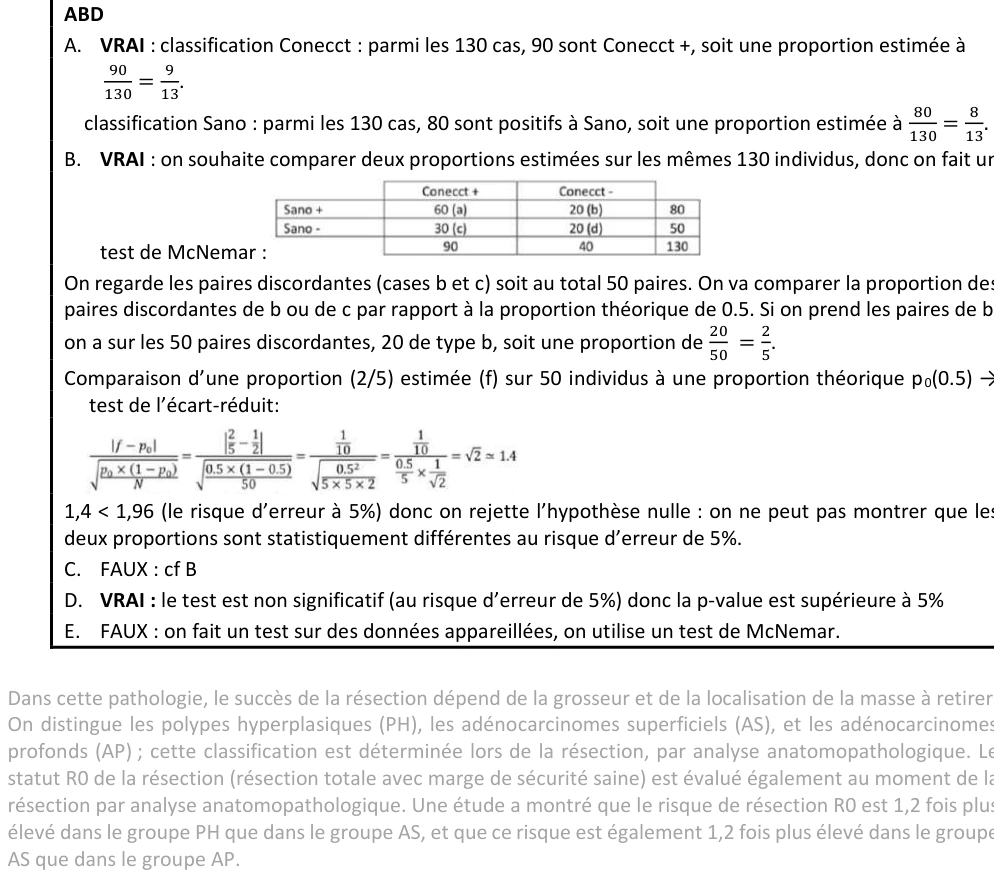 ABD
A. VRAI : classification Conecct : parmi les 130 cas, 90 sont Conecct +, soit une proportion estimée à
90/130 = 9/13.
classification Sano : parmi les 130 cas, 80 sont positifs à Sano, soit une proportion estimée à 80/130 = 8/13.
B. VRAI : on souhaite comparer deux proportions estimées sur les mêmes 130 individus, donc on fait un
Conecct + Conecct -
Sano + 60 (a) 20 (b) 80
Sano - 30 (c) 20 (d) 50
90 40 130
test de McNemar :
On regarde les paires discordantes (cases b et c) soit au total 50 paires. On va comparer la proportion des
paires discordantes de b ou de c par rapport à la proportion théorique de 0.5. Si on prend les paires de b
on a sur les 50 paires discordantes, 20 de type b, soit une proportion de 20/50 = 2/5.
Comparaison d’une proportion (2/5) estimée (f) sur 50 individus à une proportion théorique p₀(0.5) →
test de l’écart-réduit:
|f − p₀| / √(p₀ × (1 − p₀) / N) = |2/5 − 1/2| / √(0.5 × (1 − 0.5) / 50) = (1/10) / √(0.5² / (5 × 5 × 2)) = (1/10) / (0.5/5 × 1/√2) = √2 ≃ 1.4
1,4 < 1,96 (le risque d’erreur à 5%) donc on rejette l’hypothèse nulle : on ne peut pas montrer que les
deux proportions sont statistiquement différentes au risque d’erreur de 5%.
C. FAUX : cf B
D. VRAI : le test est non significatif (au risque d’erreur de 5%) donc la p-value est supérieure à 5%
E. FAUX : on fait un test sur des données appareillées, on utilise un test de McNemar.
Dans cette pathologie, le succès de la résection dépend de la grosseur et de la localisation de la masse à retirer
On distingue les polypes hyperplasiques (PH), les adénocarcinomes superficiels (AS), et les adénocarcinomes
profonds (AP) ; cette classification est déterminée lors de la résection, par analyse anatomopathologique. Le
statut R0 de la résection (résection totale avec marge de sécurité saine) est évalué également au moment de la
résection par analyse anatomopathologique. Une étude a montré que le risque de résection R0 est 1,2 fois plus
élevé dans le groupe PH que dans le groupe AS, et que ce risque est également 1,2 fois plus élevé dans le groupe
AS que dans le groupe AP.